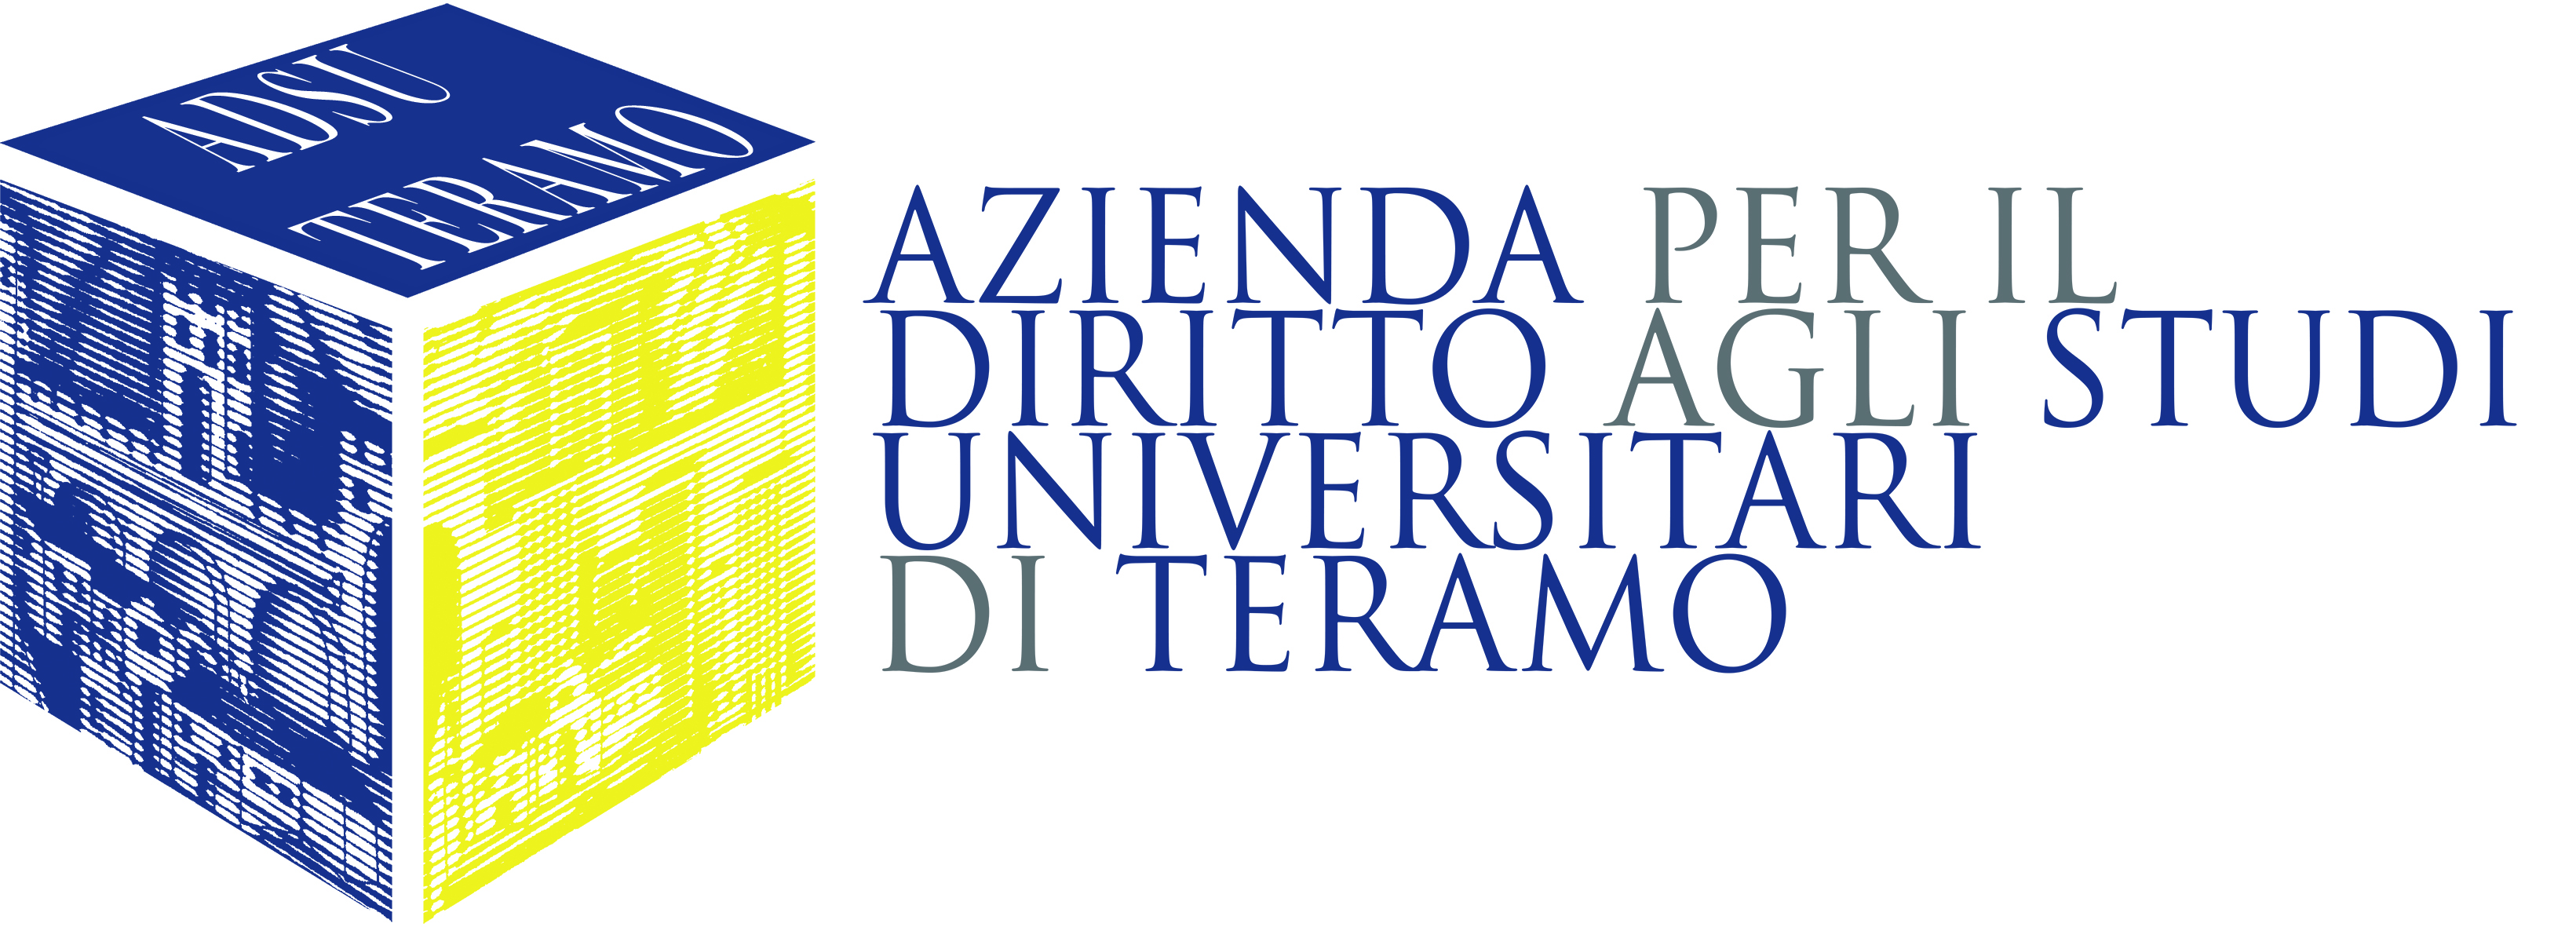 ADSU
TERAMO
AZIENDA PER IL
DIRITTO AGLI STUDI
UNIVERSITARI
DI TERAMO